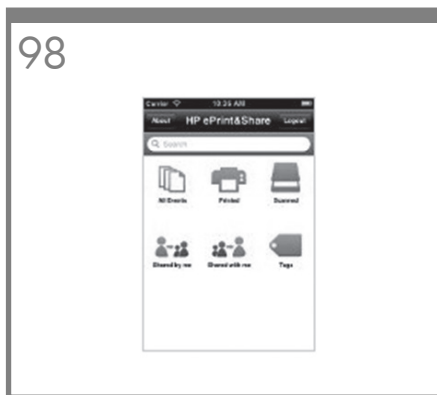 98
Carrier 10:25 AM
About HP ePrint&Share Logout
Search
All Events Printed Scanned
Shared by me Shared with me Tags